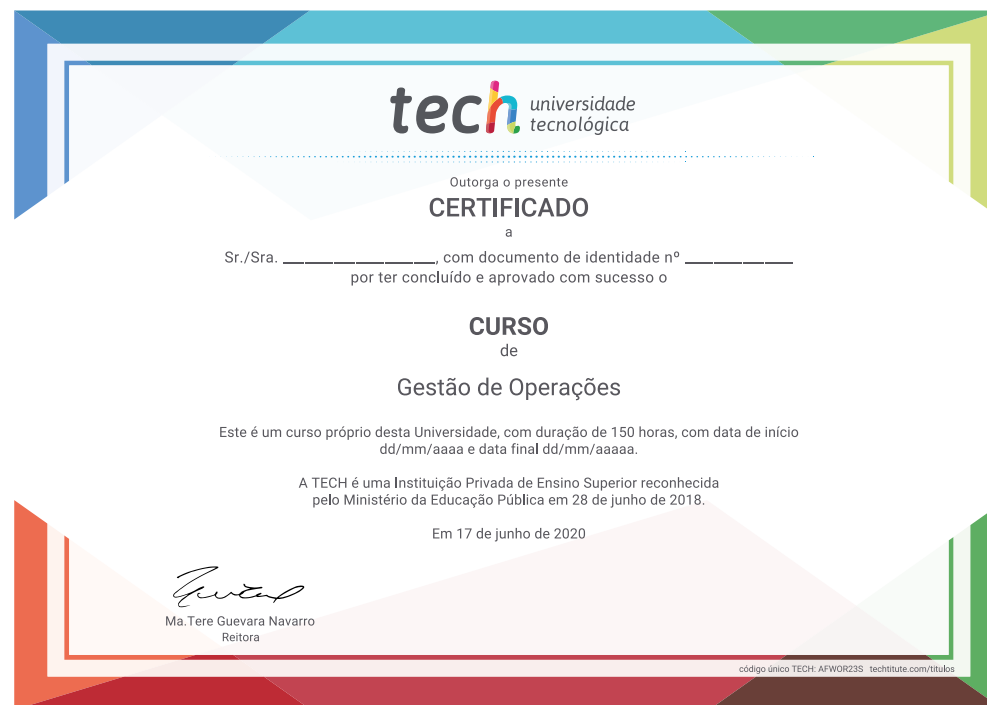 tech universidade
tecnológica
Outorga o presente
CERTIFICADO
a
Sr./Sra. ______________, com documento de identidade nº __________
por ter concluído e aprovado com sucesso o
CURSO
de
Gestão de Operações
Este é um curso próprio desta Universidade, com duração de 150 horas, com data de início
dd/mm/aaaa e data final dd/mm/aaaaa.
A TECH é uma Instituição Privada de Ensino Superior reconhecida
pelo Ministério da Educação Pública em 28 de junho de 2018.
Em 17 de junho de 2020
Ma.Tere Guevara Navarro
Reitora
código único TECH: AFWOR23S techtitute.com/titulos